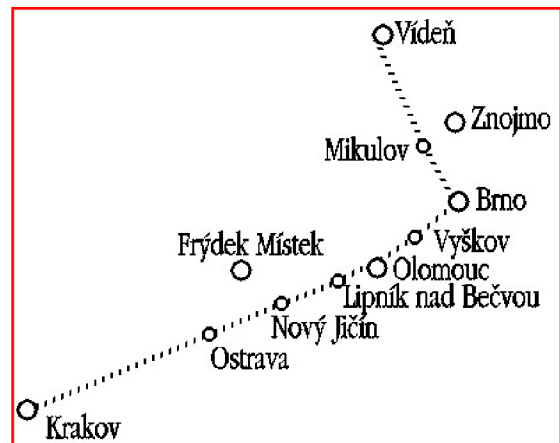 Vídeň
Znojmo
Mikulov
Brno
Vyškov
Frýdek Místek
Olomouc
Lipník nad Bečvou
Nový Jičín
Ostrava
Krakov